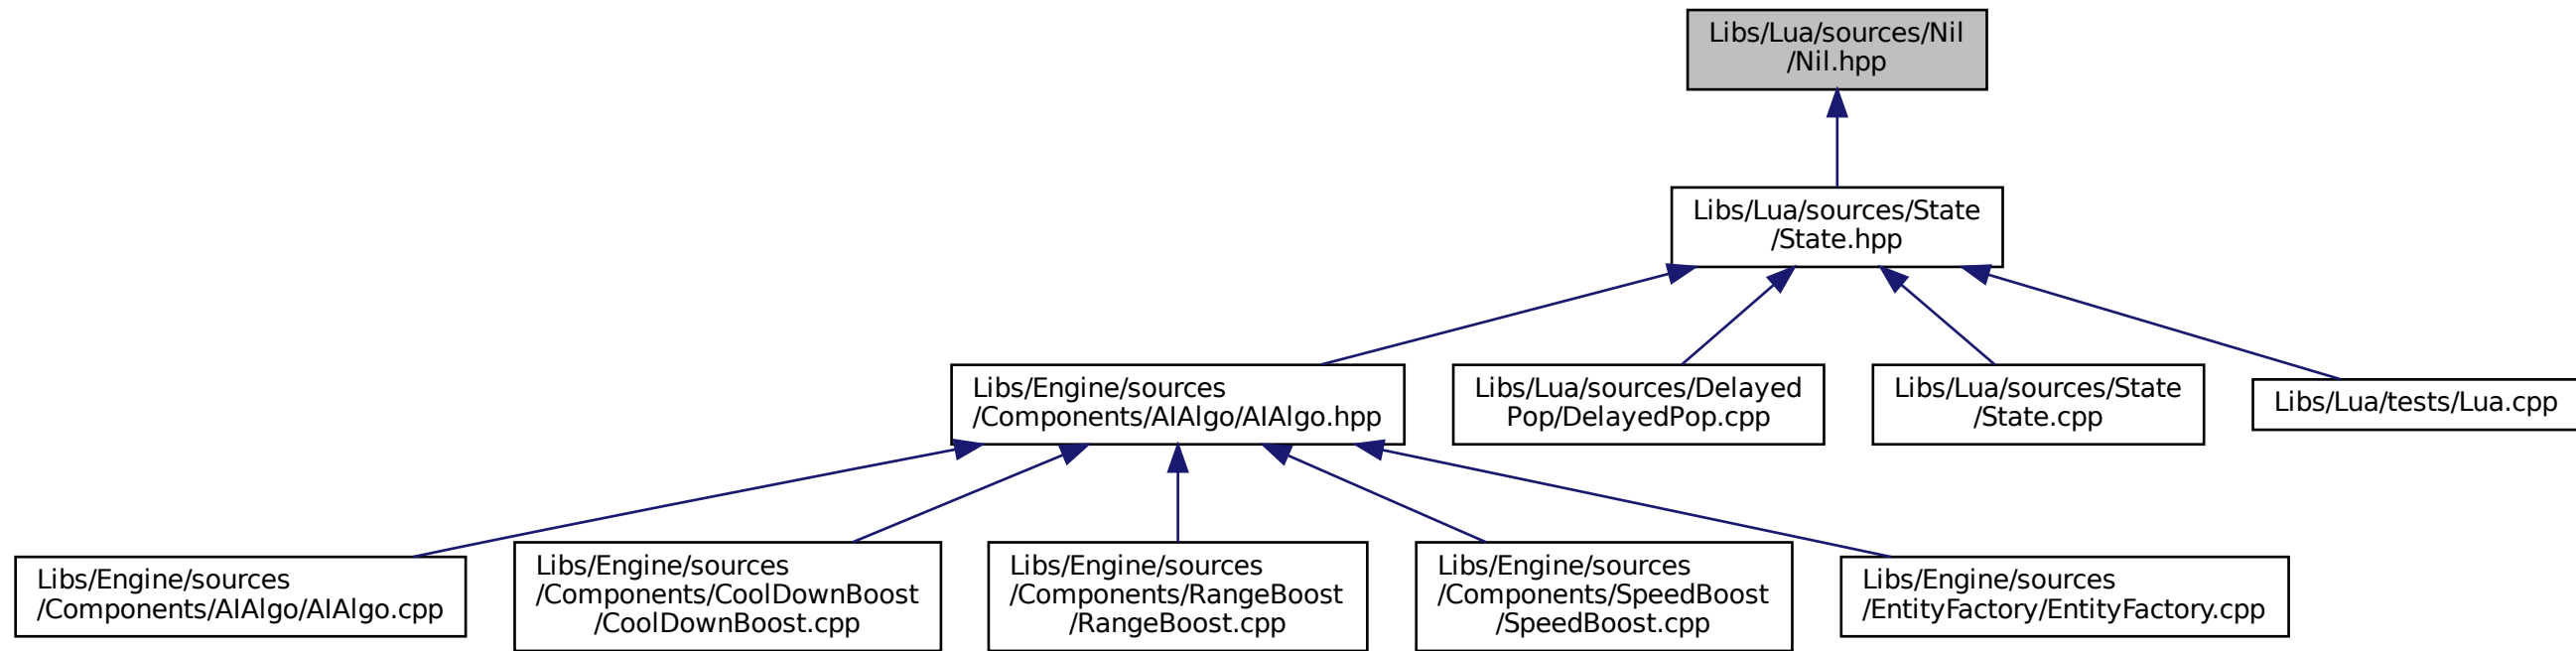 Libs/Lua/sources/Nil
/Nil.hpp
Libs/Lua/sources/State
/State.hpp
Libs/Engine/sources
/Components/AIAlgo/AIAlgo.hpp
Libs/Lua/sources/Delayed
Pop/DelayedPop.cpp
Libs/Lua/sources/State
/State.cpp
Libs/Lua/tests/Lua.cpp
Libs/Engine/sources
/Components/AIAlgo/AIAlgo.cpp
Libs/Engine/sources
/Components/CoolDownBoost
/CoolDownBoost.cpp
Libs/Engine/sources
/Components/RangeBoost
/RangeBoost.cpp
Libs/Engine/sources
/Components/SpeedBoost
/SpeedBoost.cpp
Libs/Engine/sources
/EntityFactory/EntityFactory.cpp